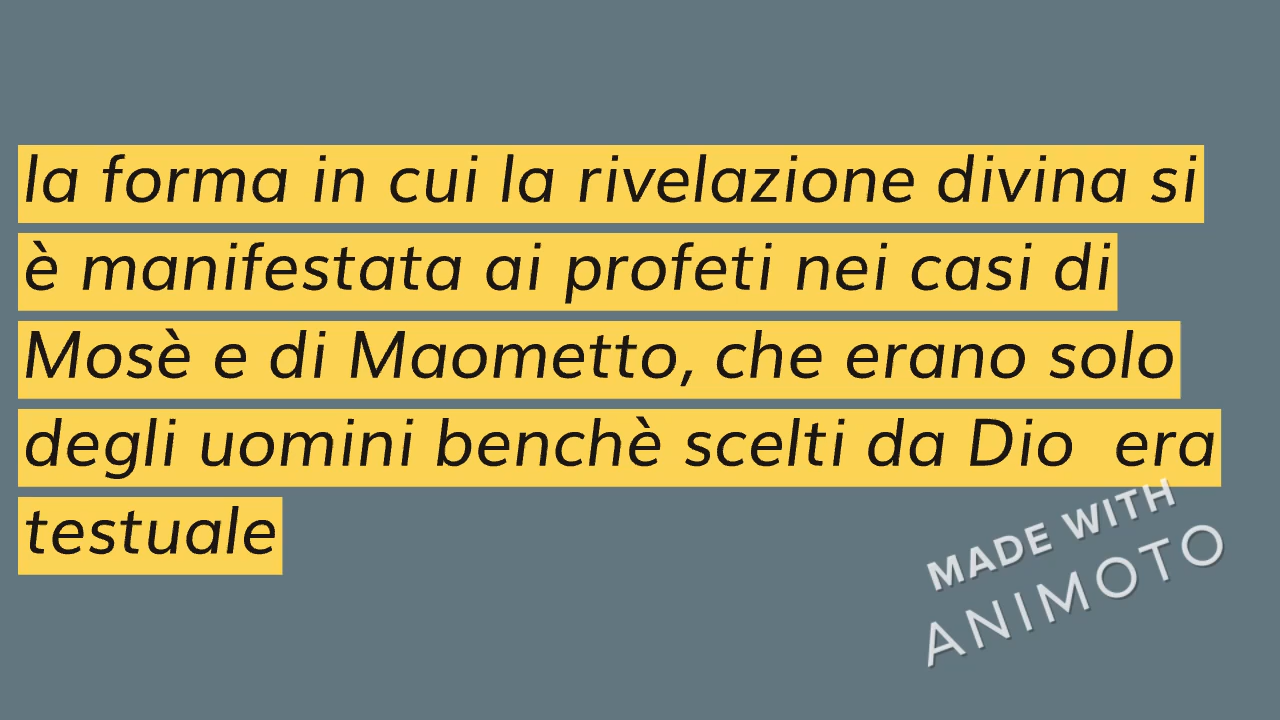 la forma in cui la rivelazione divina si
è manifestata ai profeti nei casi di
Mosè e di Maometto, che erano solo
degli uomini benchè scelti da Dio  era
testuale
MADE WITH
ANIMOTO